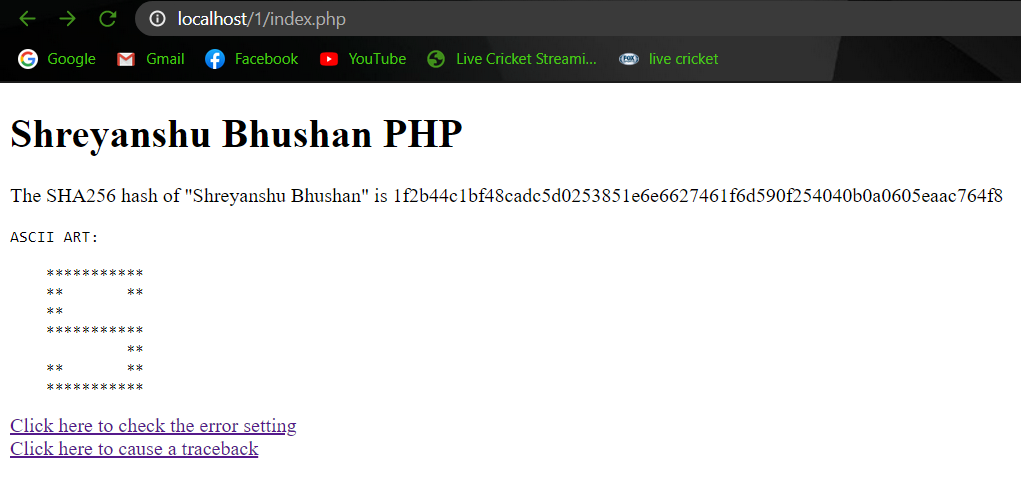 localhost/1/index.php
Google Gmail Facebook YouTube Live Cricket Streami... FOX live cricket
Shreyanshu Bhushan PHP
The SHA256 hash of "Shreyanshu Bhushan" is 1f2b44c1bf48cadc5d0253851e6e6627461f6d590f254040b0a0605eaac764f8
ASCII ART:
    ***********
    **       **
    **
    ***********
             **
    **       **
    ***********
Click here to check the error setting
Click here to cause a traceback